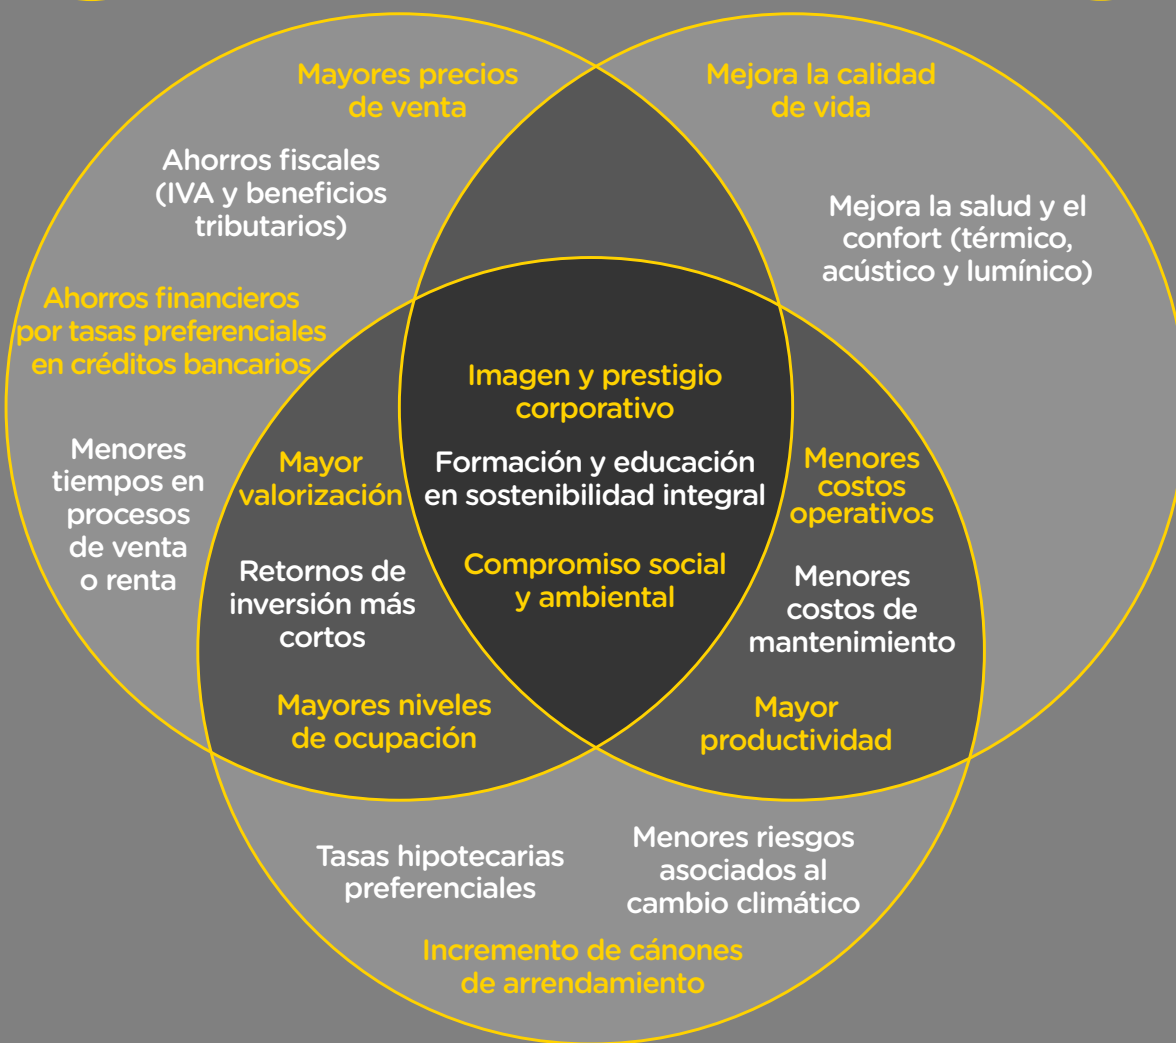 Mayores precios
de venta
Ahorros fiscales
(IVA y beneficios
tributarios)
Ahorros financieros
por tasas preferenciales
en créditos bancarios
Menores
tiempos en
procesos
de venta
o renta
Mejora la calidad
de vida
Mejora la salud y el
confort (térmico,
acústico y lumínico)
Imagen y prestigio
corporativo
Formación y educación
en sostenibilidad integral
Compromiso social
y ambiental
Mayor
valorización
Retornos de
inversión más
cortos
Mayores niveles
de ocupación
Menores
costos
operativos
Menores
costos de
mantenimiento
Mayor
productividad
Tasas hipotecarias
preferenciales
Menores riesgos
asociados al
cambio climático
Incremento de cánones
de arrendamiento